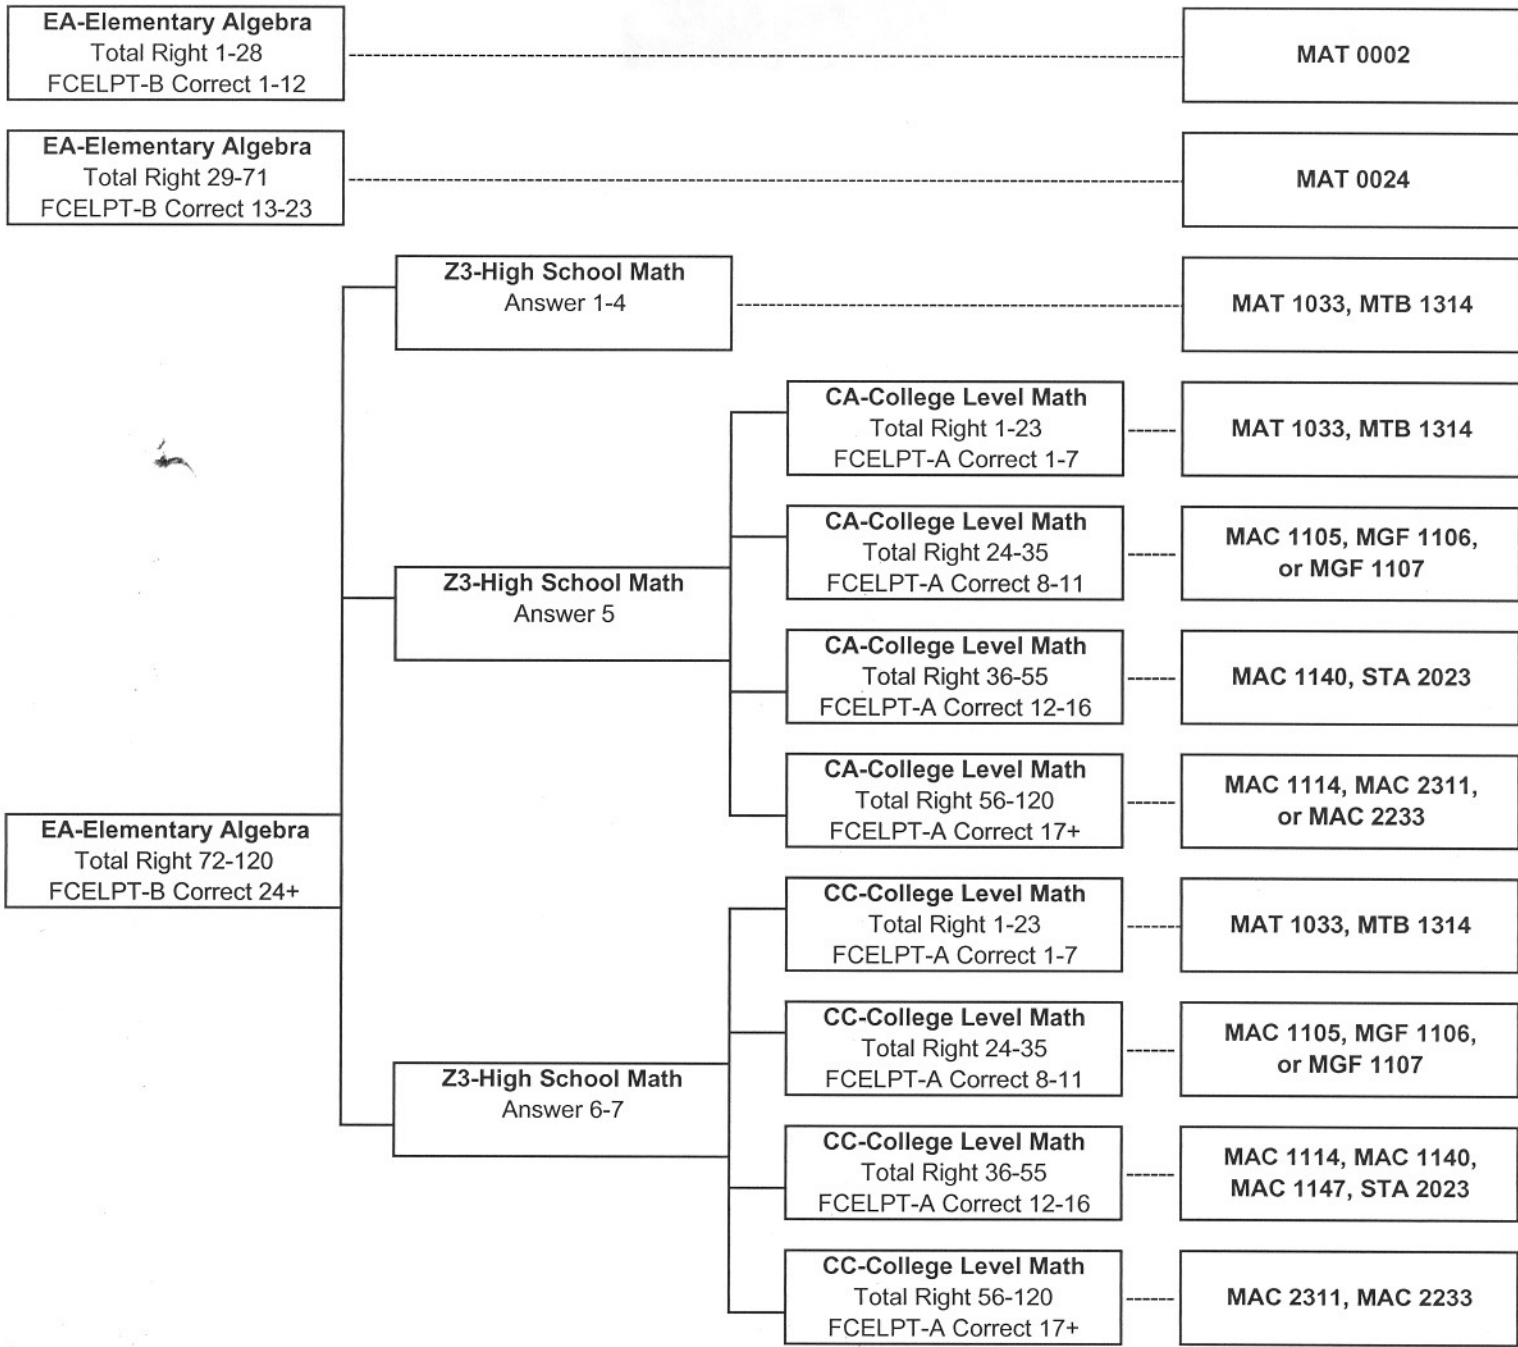 EA-Elementary Algebra
Total Right 1-28
FCELPT-B Correct 1-12
MAT 0002
EA-Elementary Algebra
Total Right 29-71
FCELPT-B Correct 13-23
MAT 0024
Z3-High School Math
Answer 1-4
MAT 1033, MTB 1314
CA-College Level Math
Total Right 1-23
FCELPT-A Correct 1-7
MAT 1033, MTB 1314
CA-College Level Math
Total Right 24-35
FCELPT-A Correct 8-11
MAC 1105, MGF 1106,
or MGF 1107
Z3-High School Math
Answer 5
CA-College Level Math
Total Right 36-55
FCELPT-A Correct 12-16
MAC 1140, STA 2023
CA-College Level Math
Total Right 56-120
FCELPT-A Correct 17+
MAC 1114, MAC 2311,
or MAC 2233
EA-Elementary Algebra
Total Right 72-120
FCELPT-B Correct 24+
CC-College Level Math
Total Right 1-23
FCELPT-A Correct 1-7
MAT 1033, MTB 1314
CC-College Level Math
Total Right 24-35
FCELPT-A Correct 8-11
MAC 1105, MGF 1106,
or MGF 1107
Z3-High School Math
Answer 6-7
CC-College Level Math
Total Right 36-55
FCELPT-A Correct 12-16
MAC 1114, MAC 1140,
MAC 1147, STA 2023
CC-College Level Math
Total Right 56-120
FCELPT-A Correct 17+
MAC 2311, MAC 2233